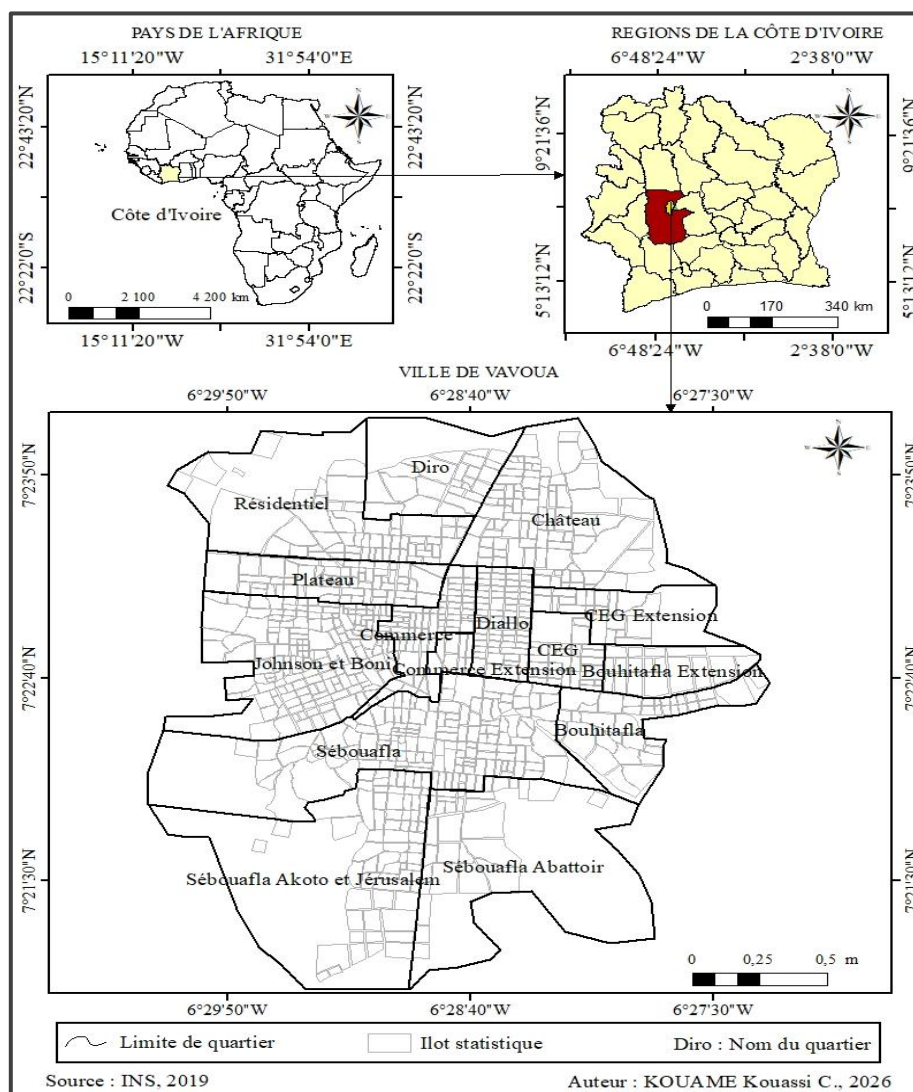 PAYS DE L'AFRIQUE
15°11'20"W 31°54'0"E
22°43'20"N
22°43'20"N
N
W E
S
Côte d'Ivoire
22°22'0"S
22°22'0"S
0 2 100 4 200 km
15°11'20"W 31°54'0"E
REGIONS DE LA CÔTE D'IVOIRE
6°48'24"W 2°38'0"W
9°21'36"N
9°21'36"N
N
W E
S
5°13'12"N
5°13'12"N
0 170 340 km
6°48'24"W 2°38'0"W
VILLE DE VAVOUA
6°29'50"W 6°28'40"W 6°27'30"W
7°23'50"N
7°23'50"N
N
W E
S
Diro
Résidentiel
Château
Plateau
CEG Extension
Diallo
Commerce
CEG
Johnson et Boni
Commerce Extension
Bouhitafla Extension
7°22'40"N
7°22'40"N
Bouhitafla
Sébouafla
Sébouafla Abattoir
Sébouafla Akoto et Jérusalem
7°21'30"N
7°21'30"N
0 0,25 0,5 m
6°29'50"W 6°28'40"W 6°27'30"W
Limite de quartier Ilot statistique Diro : Nom du quartier
Source : INS, 2019 Auteur : KOUAME Kouassi C., 2026